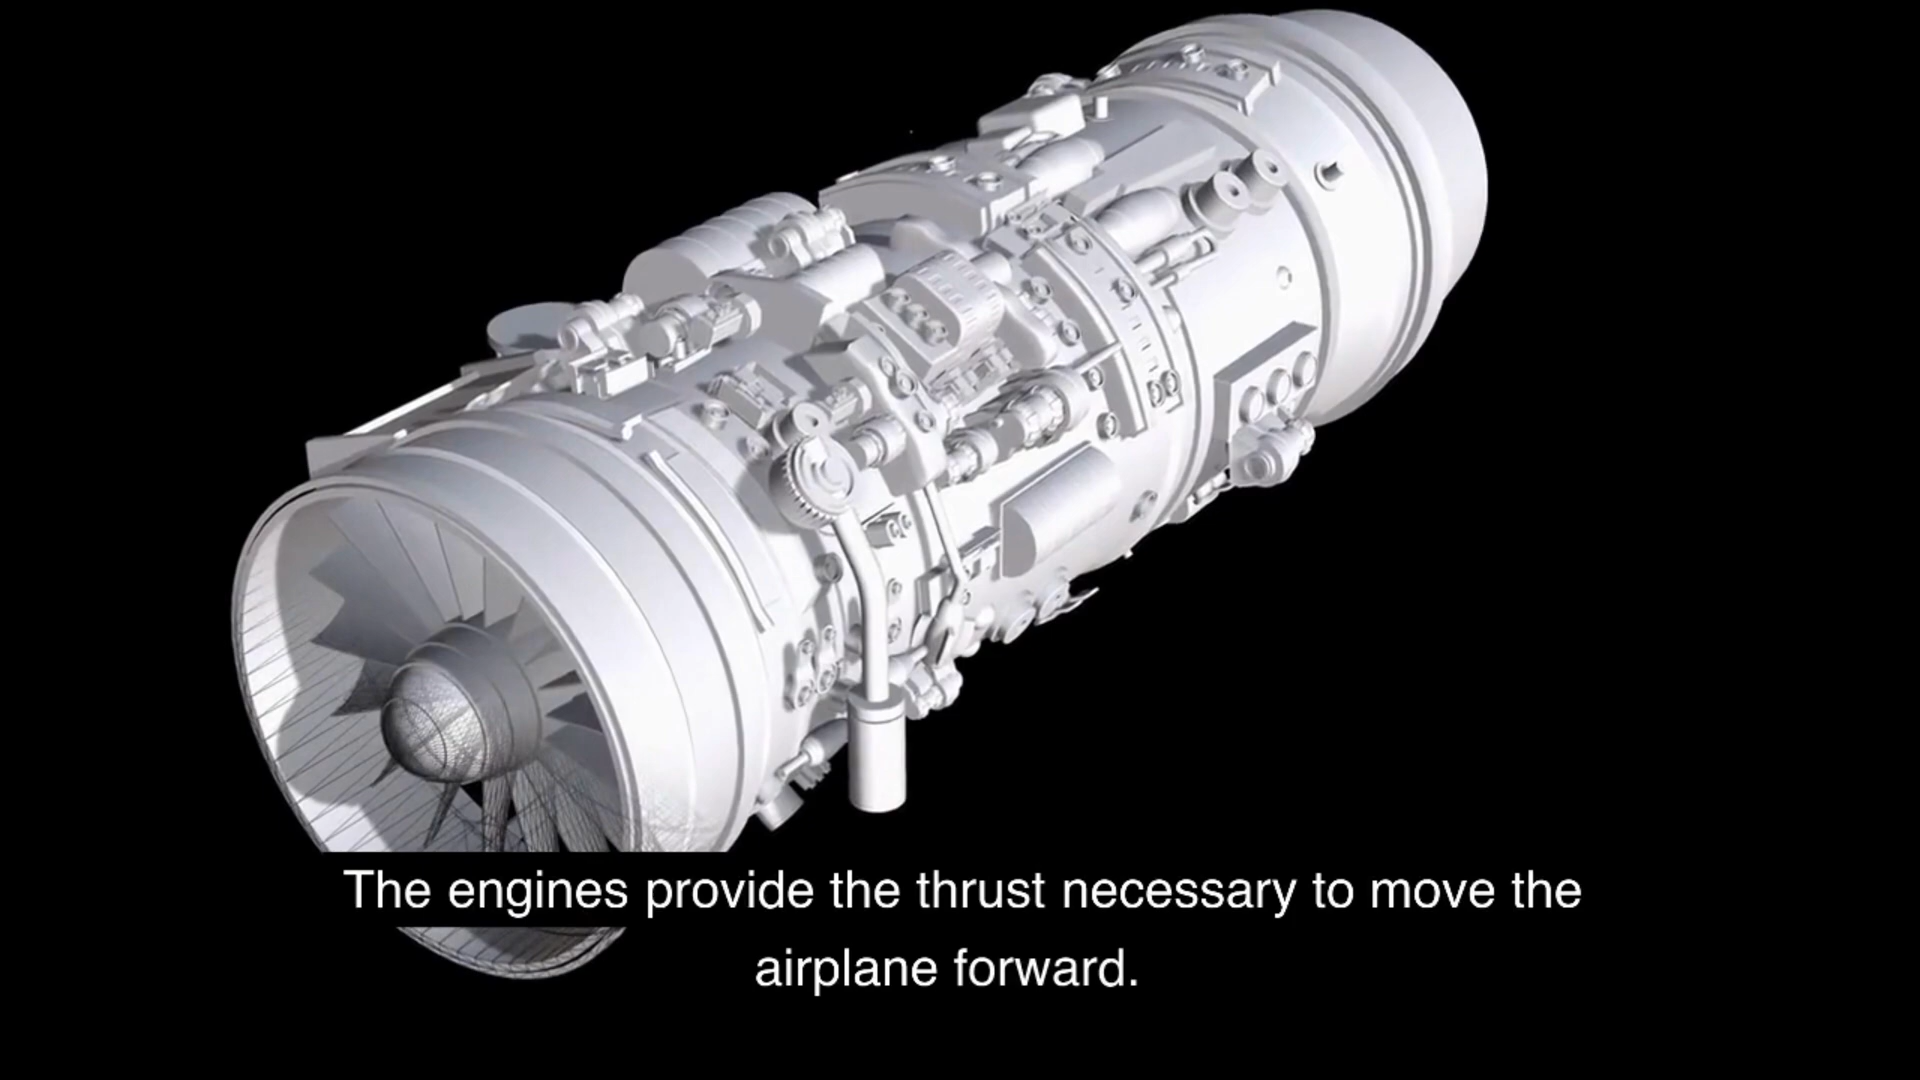 The engines provide the thrust necessary to move the
airplane forward.